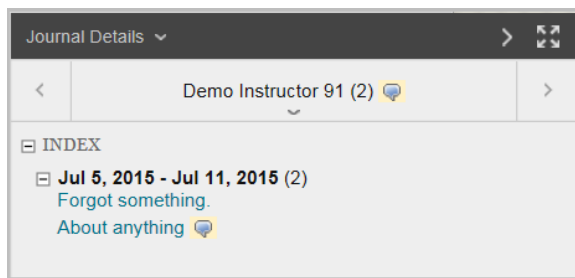 Journal Details
Demo Instructor 91 (2)
INDEX
Jul 5, 2015 - Jul 11, 2015 (2)
Forgot something.
About anything